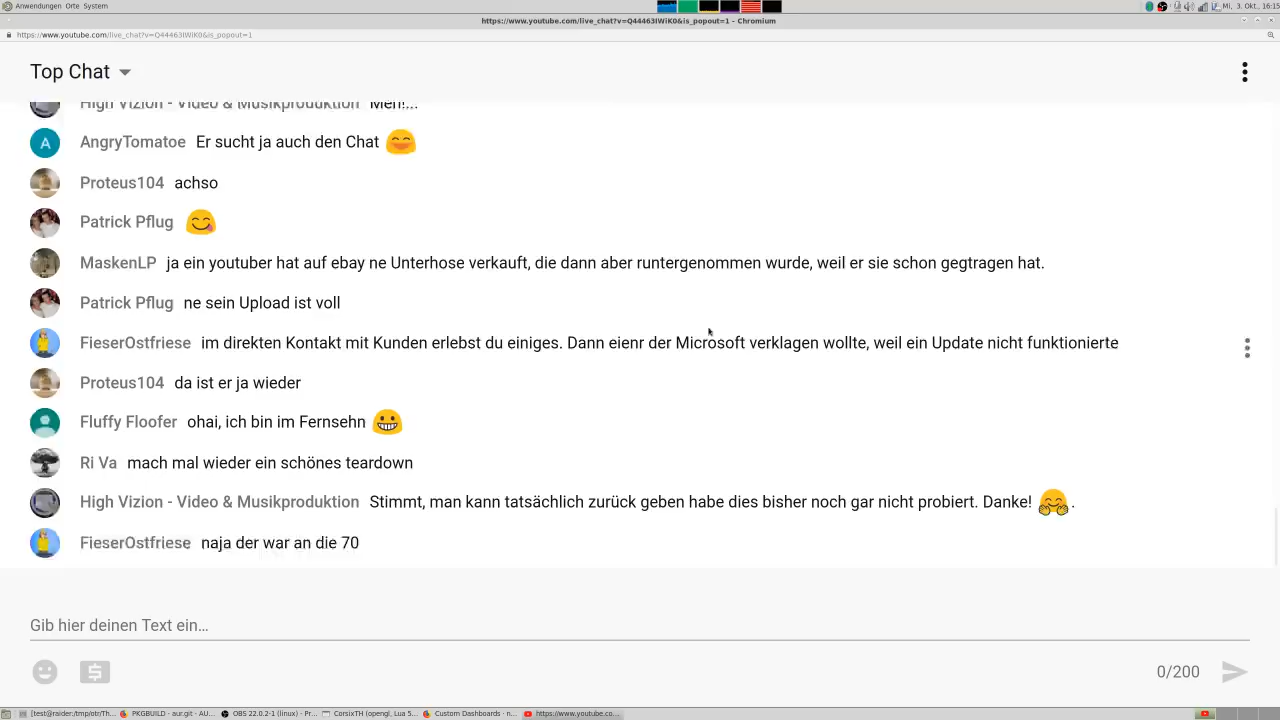 Anwendungen Orte System
Mi, 3. Okt, 16:15
https://www.youtube.com/live_chat?v=Q44463IWiK0&is_popout=1 - Chromium
https://www.youtube.com/live_chat?v=Q44463IWiK0&is_popout=1
Top Chat
High Vizion - Video & Musikproduktion Meh!...
AngryTomatoe Er sucht ja auch den Chat
Proteus104 achso
Patrick Pflug
MaskenLP ja ein youtuber hat auf ebay ne Unterhose verkauft, die dann aber runtergenommen wurde, weil er sie schon gegtragen hat.
Patrick Pflug ne sein Upload ist voll
FieserOstfriese im direkten Kontakt mit Kunden erlebst du einiges. Dann eienr der Microsoft verklagen wollte, weil ein Update nicht funktionierte
Proteus104 da ist er ja wieder
Fluffy Floofer ohai, ich bin im Fernsehn
Ri Va mach mal wieder ein schönes teardown
High Vizion - Video & Musikproduktion Stimmt, man kann tatsächlich zurück geben habe dies bisher noch gar nicht probiert. Danke! .
FieserOstfriese naja der war an die 70
Gib hier deinen Text ein…
0/200
[test@raider:/tmp/otr/Th... PKGBUILD - aur.git - AU... OBS 22.0.2-1 (linux) - Pr... CorsixTH (opengl, Lua 5... Custom Dashboards - n... https://www.youtube.co...